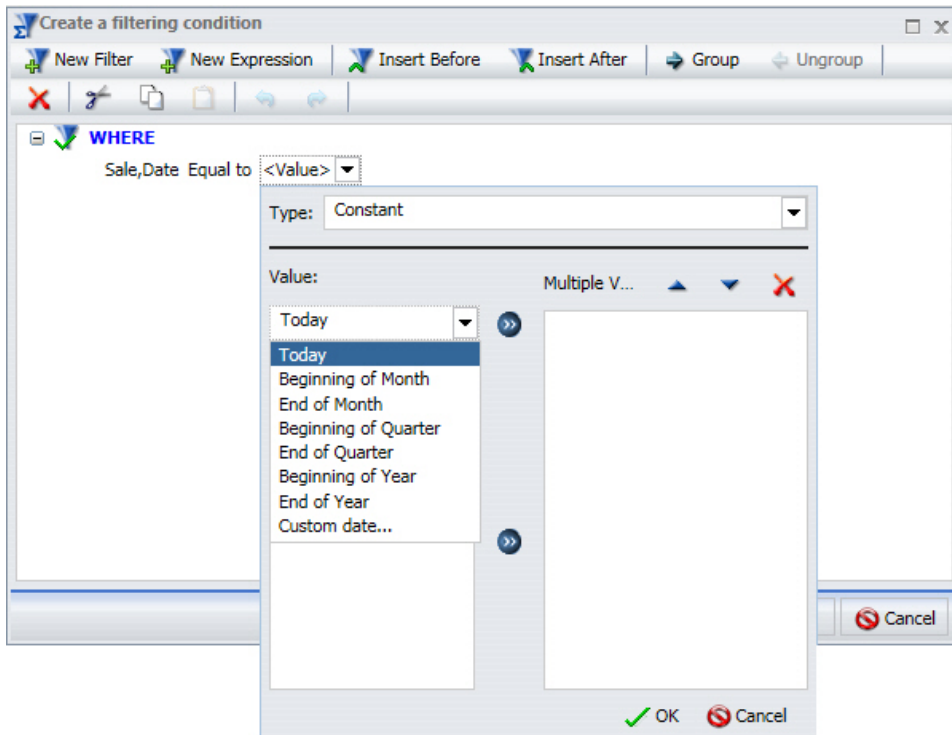 Create a filtering condition
New Filter New Expression Insert Before Insert After Group Ungroup
WHERE
Sale,Date Equal to <Value>
Type: Constant
Value:
Multiple V...
Today
Today
Beginning of Month
End of Month
Beginning of Quarter
End of Quarter
Beginning of Year
End of Year
Custom date...
Cancel
OK Cancel